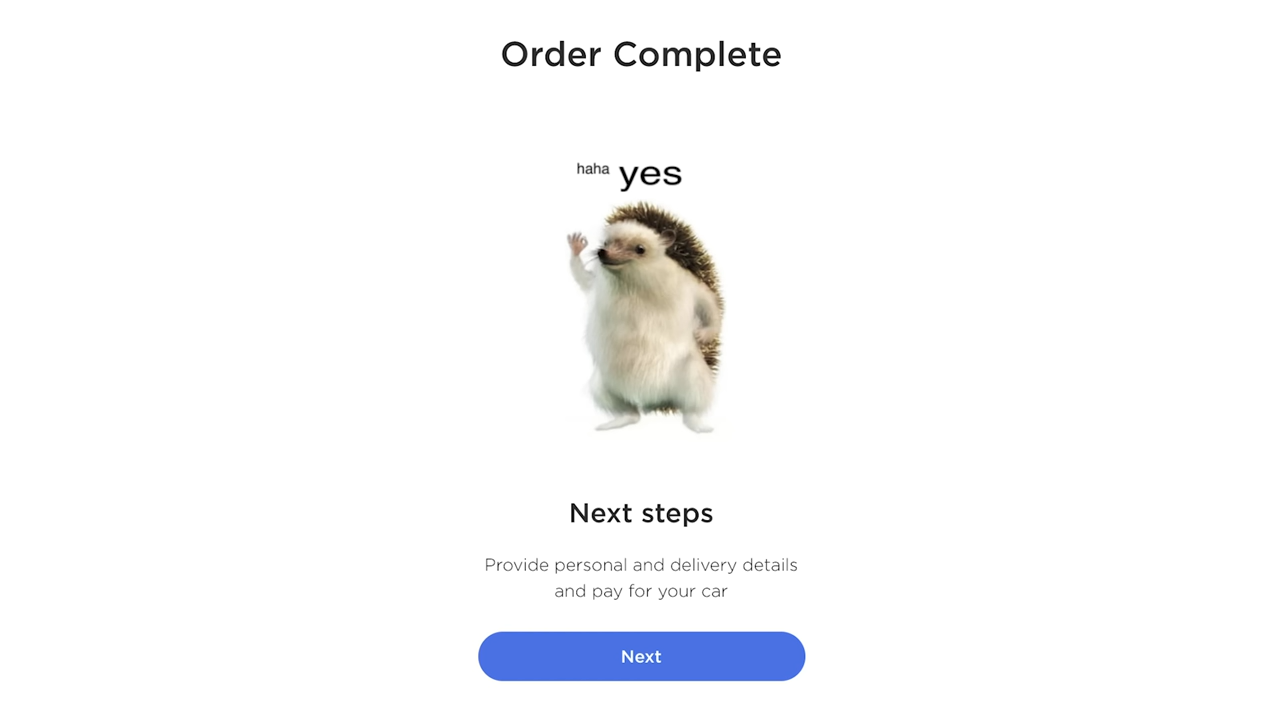 Order Complete
haha yes
Next steps
Provide personal and delivery details
and pay for your car
Next